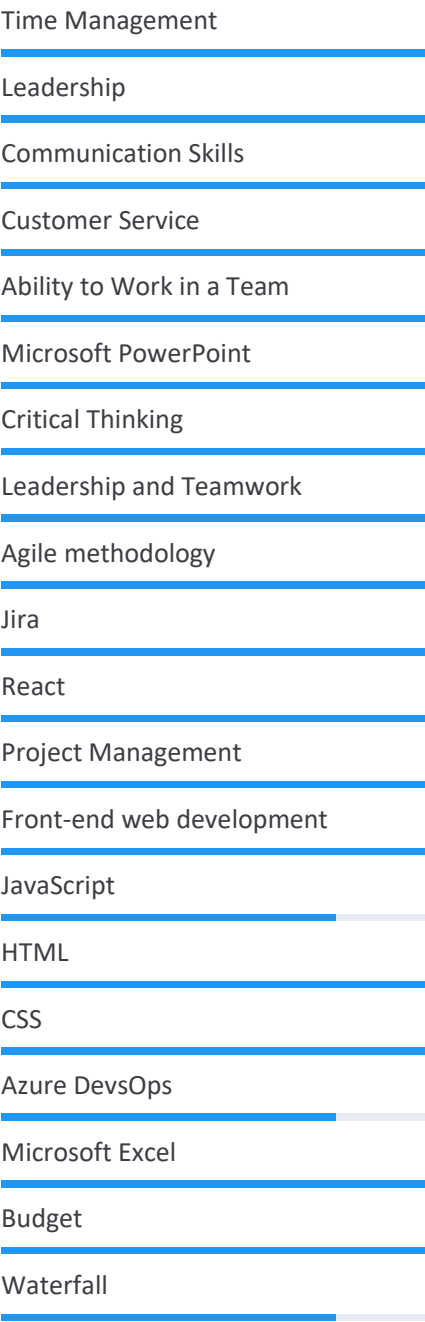 Time Management
Leadership
Communication Skills
Customer Service
Ability to Work in a Team
Microsoft PowerPoint
Critical Thinking
Leadership and Teamwork
Agile methodology
Jira
React
Project Management
Front-end web development
JavaScript
HTML
CSS
Azure DevsOps
Microsoft Excel
Budget
Waterfall